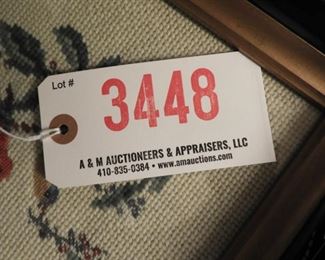 Lot #
3448
A & M AUCTIONEERS & APPRAISERS, LLC
410-835-0384 • www.amauctions.com